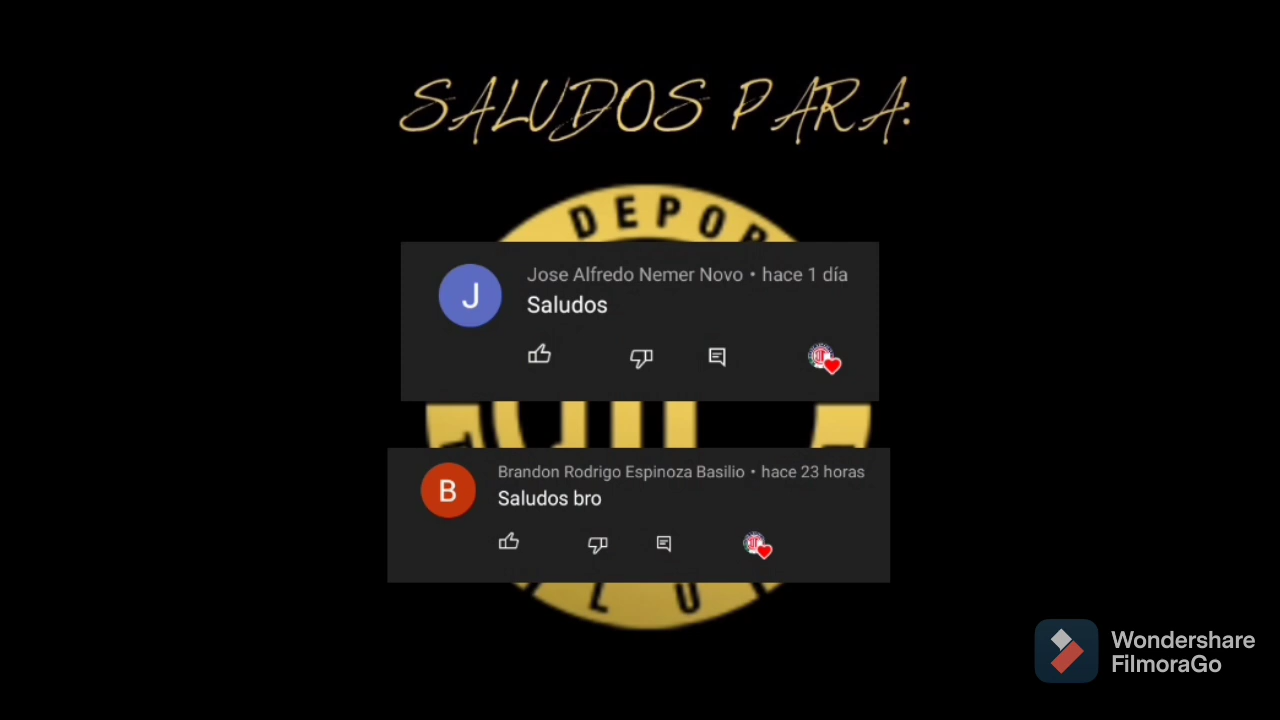 SALUDOS PARA:
DEPOR
J
Jose Alfredo Nemer Novo • hace 1 día
Saludos
B
Brandon Rodrigo Espinoza Basilio • hace 23 horas
Saludos bro
L U
Wondershare
FilmoraGo